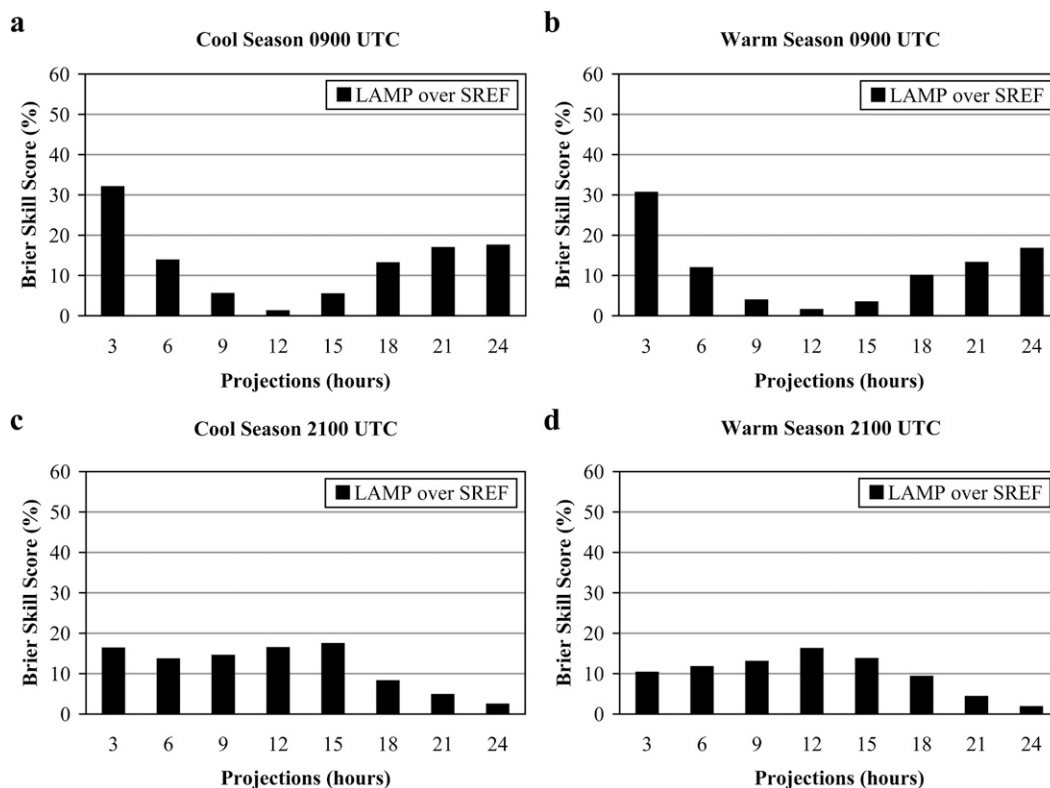 a
Cool Season 0900 UTC
LAMP over SREF
Brier Skill Score (%)
60
50
40
30
20
10
0
3 6 9 12 15 18 21 24
Projections (hours)
b
Warm Season 0900 UTC
LAMP over SREF
Brier Skill Score (%)
60
50
40
30
20
10
0
3 6 9 12 15 18 21 24
Projections (hours)
c
Cool Season 2100 UTC
LAMP over SREF
Brier Skill Score (%)
60
50
40
30
20
10
0
3 6 9 12 15 18 21 24
Projections (hours)
d
Warm Season 2100 UTC
LAMP over SREF
Brier Skill Score (%)
60
50
40
30
20
10
0
3 6 9 12 15 18 21 24
Projections (hours)